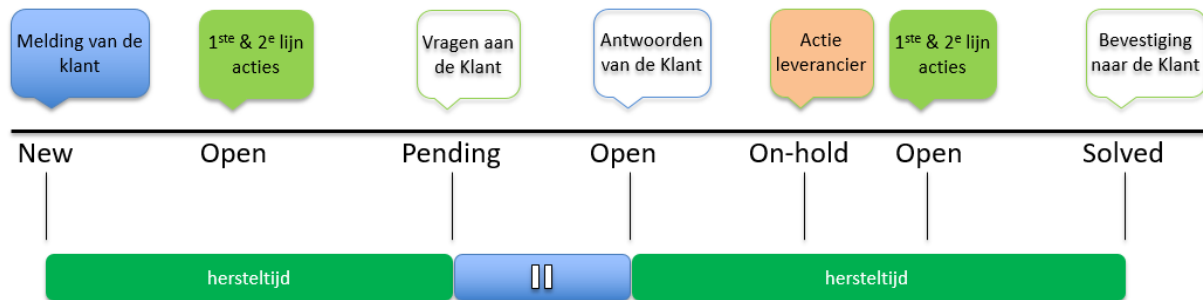 Melding van de
klant
1ste & 2e lijn
acties
Vragen aan
de Klant
Antwoorden
van de Klant
Actie
leverancier
1ste & 2e lijn
acties
Bevestiging
naar de Klant
New
Open
Pending
Open
On-hold
Open
Solved
hersteltijd
hersteltijd